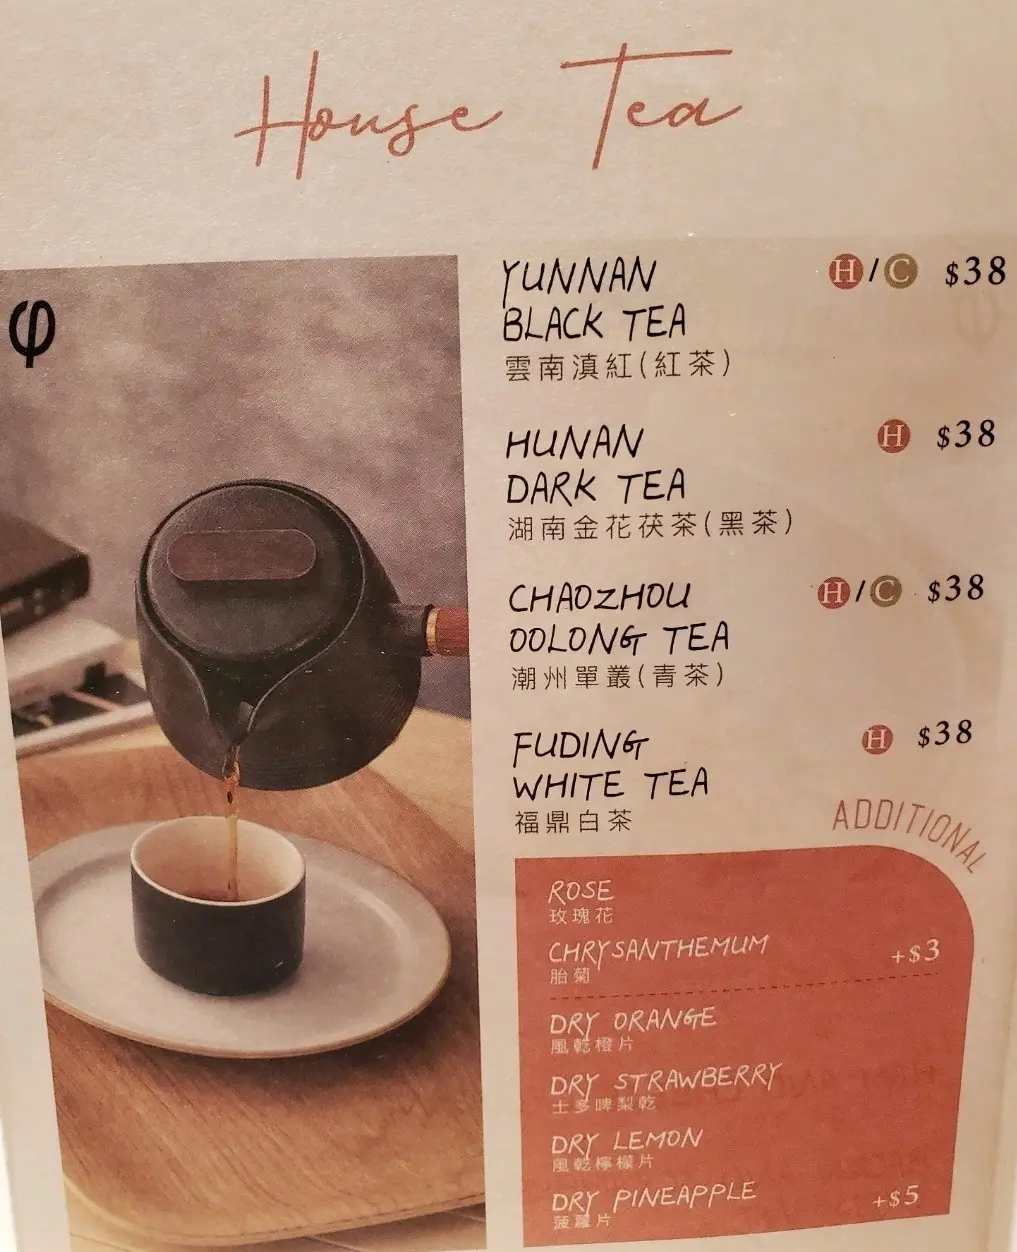 House Tea
φ
YUNNAN H/C $38
BLACK TEA
雲南滇紅(紅茶)
HUNAN H $38
DARK TEA
湖南金花茯茶(黑茶)
CHAOZHOU H/C $38
OOLONG TEA
潮州單叢(青茶)
FUDING H $38
WHITE TEA
福鼎白茶
ADDITIONAL
ROSE
玫瑰花
CHRYSANTHEMUM +$3
胎菊
DRY ORANGE
風乾橙片
DRY STRAWBERRY
士多啤梨乾
DRY LEMON
風乾檸檬片
DRY PINEAPPLE +$5
菠蘿片